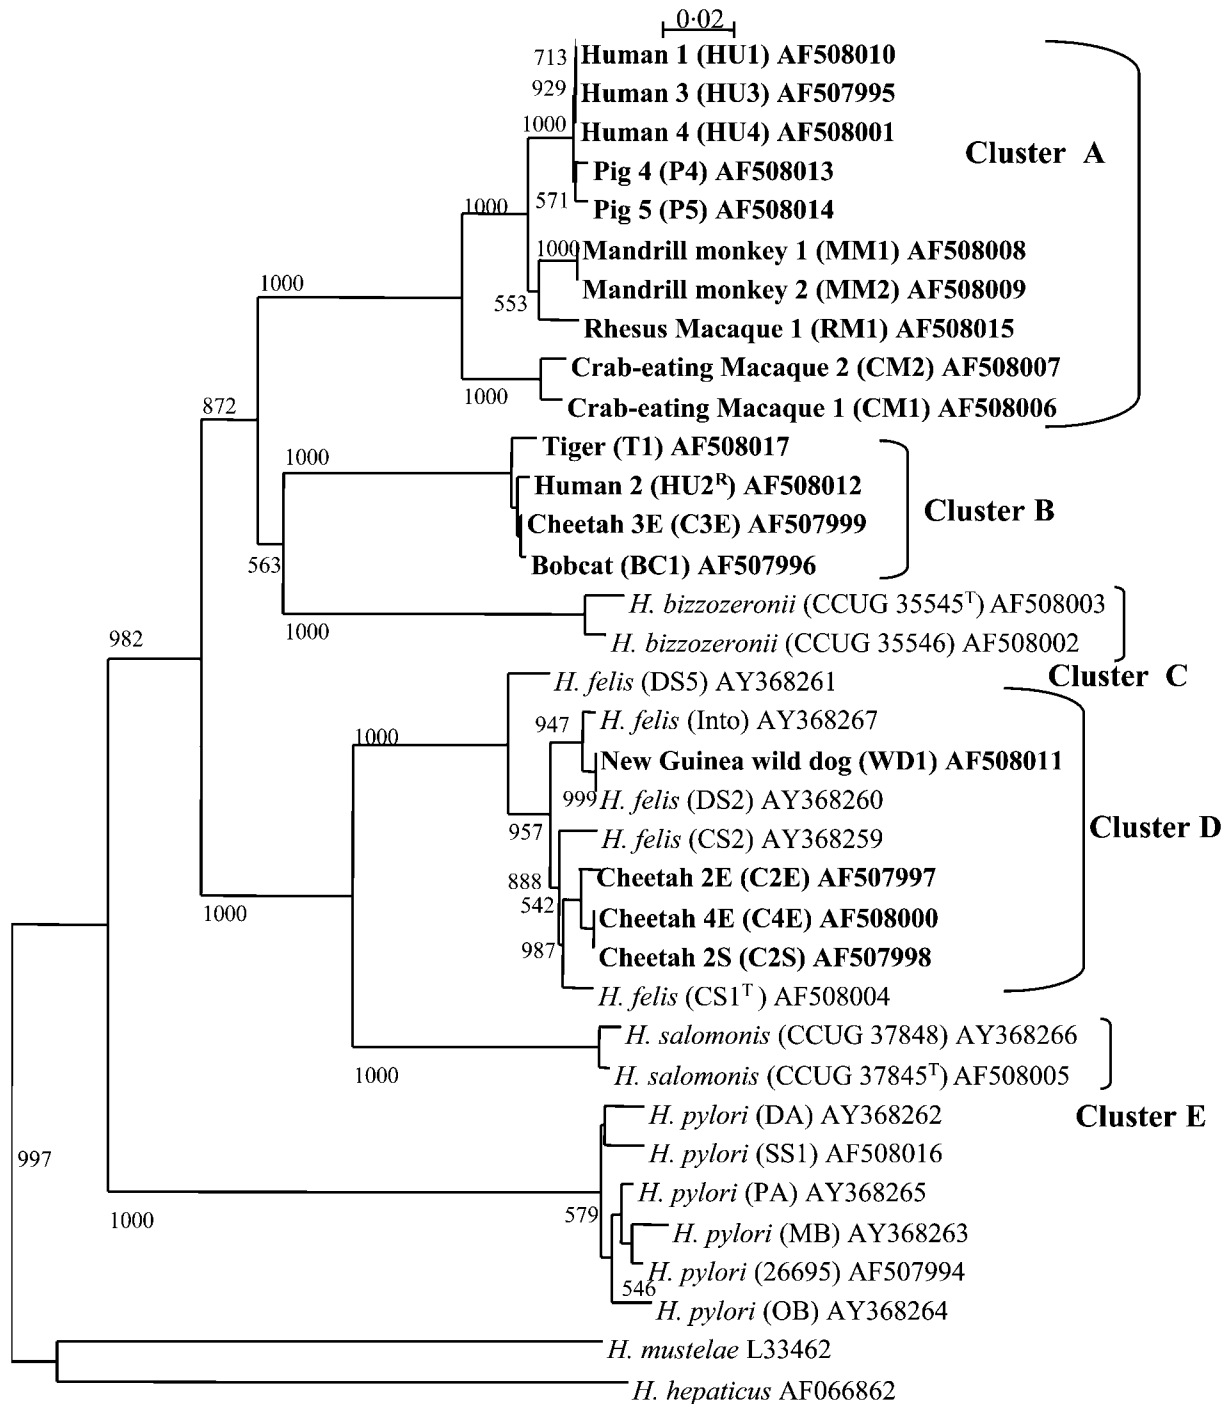 0·02
713
Human 1 (HU1) AF508010
929
Human 3 (HU3) AF507995
1000
Human 4 (HU4) AF508001
Cluster A
Pig 4 (P4) AF508013
571
Pig 5 (P5) AF508014
1000
1000
Mandrill monkey 1 (MM1) AF508008
Mandrill monkey 2 (MM2) AF508009
553
Rhesus Macaque 1 (RM1) AF508015
1000
Crab-eating Macaque 2 (CM2) AF508007
1000
Crab-eating Macaque 1 (CM1) AF508006
872
Tiger (T1) AF508017
1000
Human 2 (HU2ᴿ) AF508012
Cluster B
Cheetah 3E (C3E) AF507999
563
Bobcat (BC1) AF507996
H. bizzozeronii (CCUG 35545ᵀ) AF508003
1000
H. bizzozeronii (CCUG 35546) AF508002
982
Cluster C
H. felis (DS5) AY368261
947
H. felis (Into) AY368267
1000
New Guinea wild dog (WD1) AF508011
999
H. felis (DS2) AY368260
957
H. felis (CS2) AY368259
Cluster D
888
Cheetah 2E (C2E) AF507997
542
1000
Cheetah 4E (C4E) AF508000
987
Cheetah 2S (C2S) AF507998
H. felis (CS1ᵀ) AF508004
H. salomonis (CCUG 37848) AY368266
1000
H. salomonis (CCUG 37845ᵀ) AF508005
H. pylori (DA) AY368262
Cluster E
997
H. pylori (SS1) AF508016
H. pylori (PA) AY368265
1000
579
H. pylori (MB) AY368263
H. pylori (26695) AF507994
546
H. pylori (OB) AY368264
H. mustelae L33462
H. hepaticus AF066862